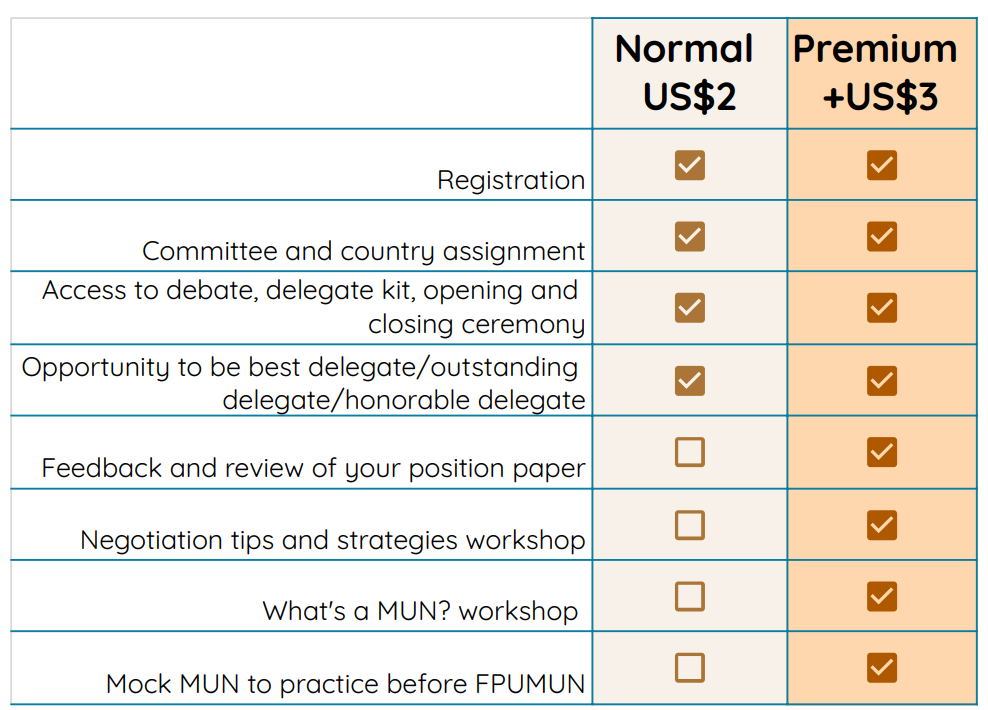 Normal
US$2
Premium
+US$3
Registration
Committee and country assignment
Access to debate, delegate kit, opening and
closing ceremony
Opportunity to be best delegate/outstanding
delegate/honorable delegate
Feedback and review of your position paper
Negotiation tips and strategies workshop
What's a MUN? workshop
Mock MUN to practice before FPUMUN